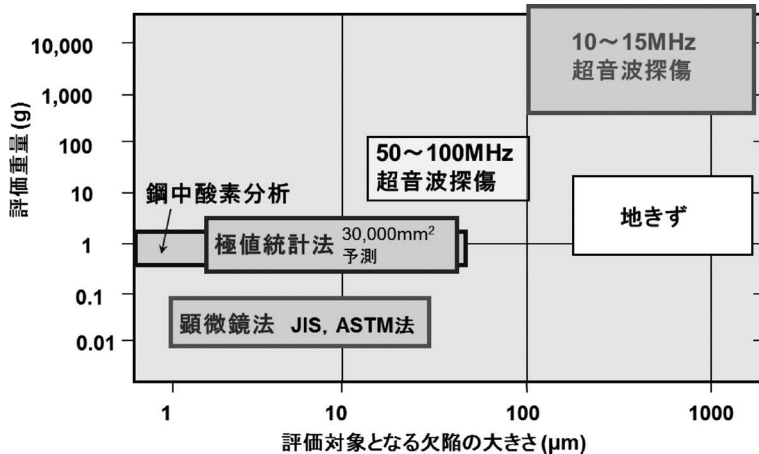 評価重量(g)
10,000
1,000
100
10
1
0.1
0.01
10～15MHz
超音波探傷
50～100MHz
超音波探傷
鋼中酸素分析
極値統計法 30,000mm²
予測
地きず
顕微鏡法 JIS, ASTM法
1
10
100
1000
評価対象となる欠陥の大きさ(μm)